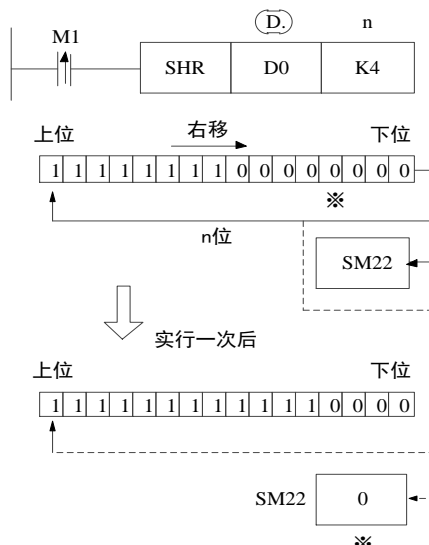 D. n
M1
SHR D0 K4
上位 右移 下位
1 1 1 1 1 1 1 1 0 0 0 0 0 0 0 0
※
n位
SM22
实行一次后
上位 下位
1 1 1 1 1 1 1 1 1 1 1 1 0 0 0 0
SM22 0
※